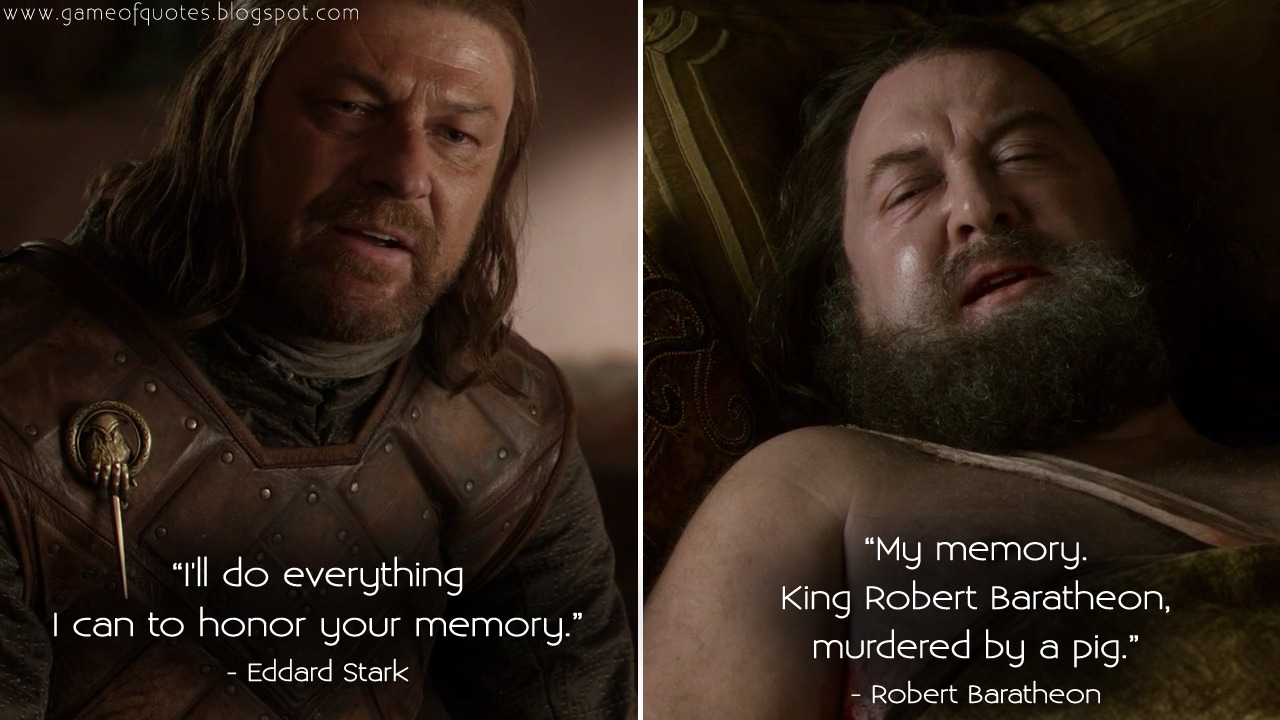 www.gameofquotes.blogspot.com
“I'll do everything
I can to honor your memory.”
- Eddard Stark
“My memory.
King Robert Baratheon,
murdered by a pig.”
- Robert Baratheon